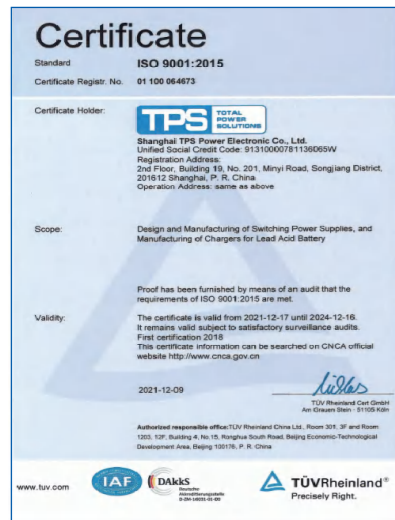 Certificate
Standard ISO 9001:2015
Certificate Registr. No. 01 100 064673
Certificate Holder:
TPS TOTAL POWER SOLUTIONS
Shanghai TPS Power Electronic Co., Ltd.
Unified Social Credit Code: 91310000781136065W
Registration Address:
2nd Floor, Building 19, No. 201, Minyi Road, Songjiang District,
201612 Shanghai, P. R. China
Operation Address: same as above
Scope: Design and Manufacturing of Switching Power Supplies, and
Manufacturing of Chargers for Lead Acid Battery
Proof has been furnished by means of an audit that the
requirements of ISO 9001:2015 are met.
Validity: The certificate is valid from 2021-12-17 until 2024-12-16.
It remains valid subject to satisfactory surveillance audits.
First certification 2018
This certificate information can be searched on CNCA official
website http://www.cnca.gov.cn
2021-12-09
TÜV Rheinland Cert GmbH
Am Grauen Stein · 51105 Köln
Authorized responsible office:TÜV Rheinland China Ltd., Room 301, 3F and Room
1203, 12F, Building 4, No.15, Ronghua South Road, Beijing Economic-Technological
Development Area, Beijing 100176, P. R. China
www.tuv.com
IAF
DAkkS
Deutsche
Akkreditierungsstelle
D-ZM-14031-01-00
TÜVRheinland®
Precisely Right.